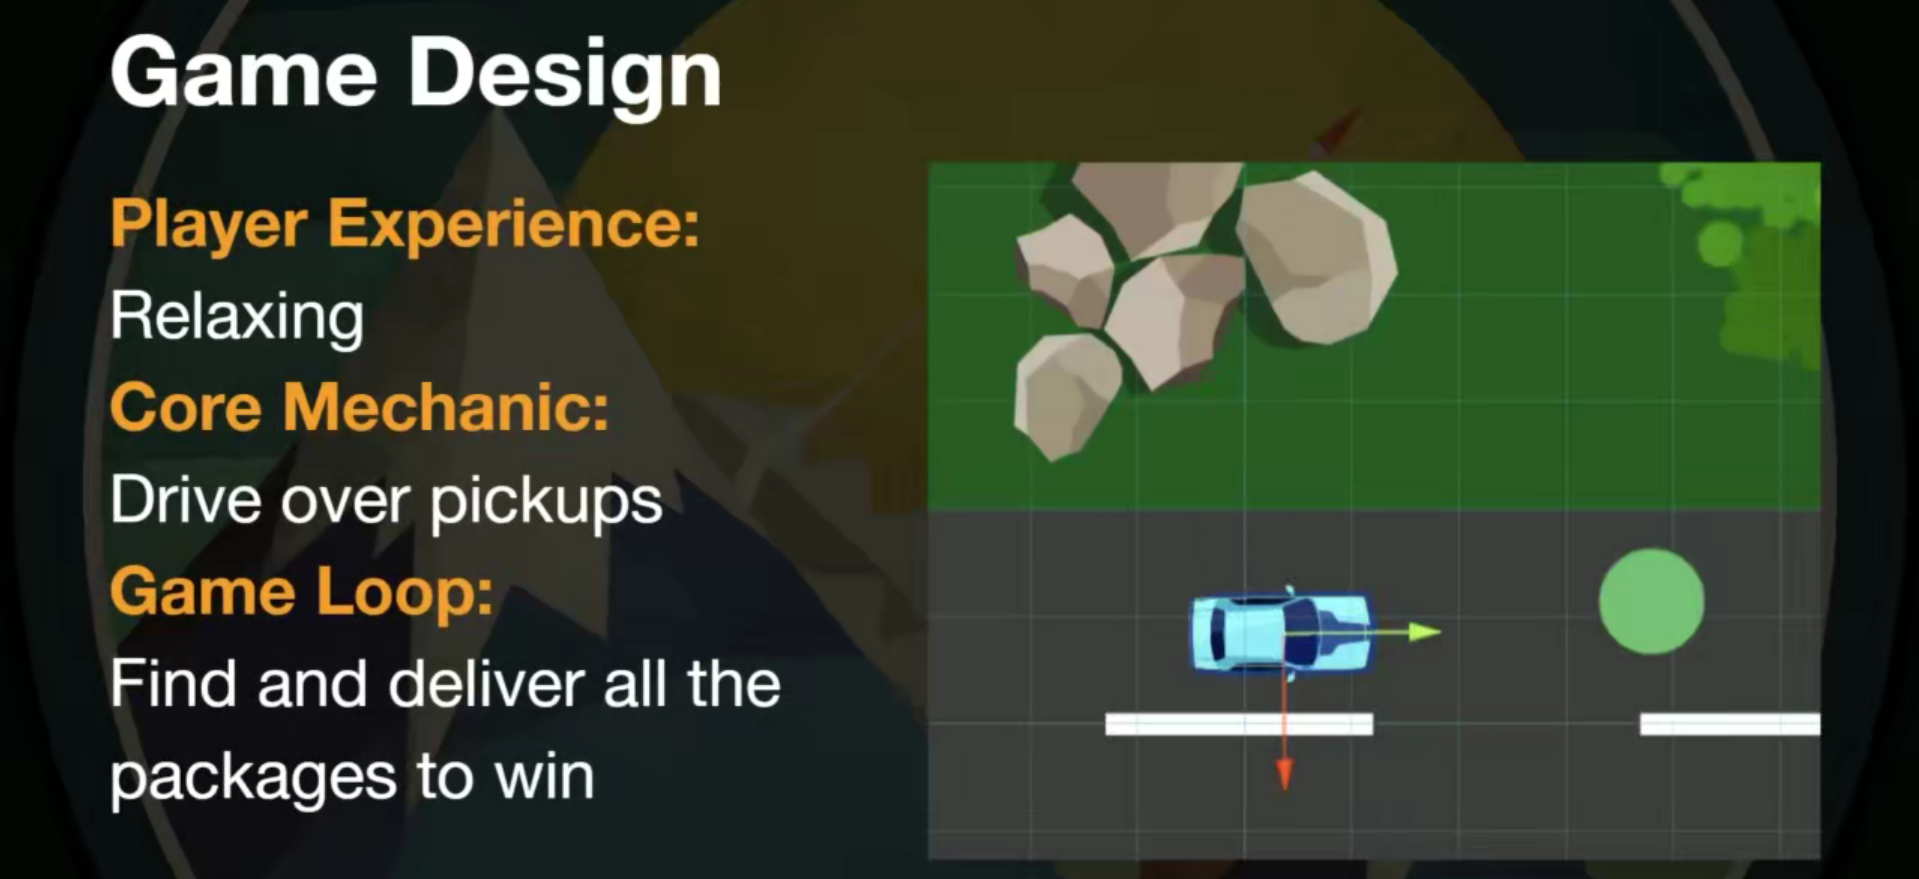 Game Design
Player Experience:
Relaxing
Core Mechanic:
Drive over pickups
Game Loop:
Find and deliver all the
packages to win